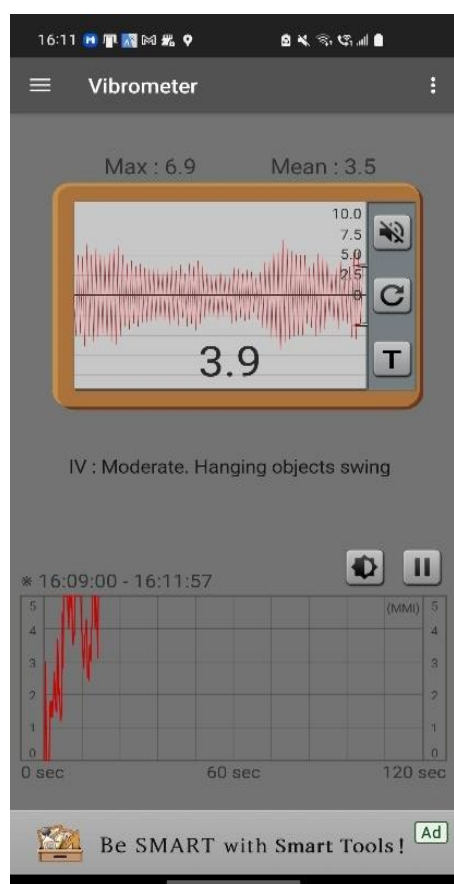 16:11
Vibrometer
Max : 6.9 Mean : 3.5
10.0
7.5
5.0
2.5
0
3.9
T
IV : Moderate. Hanging objects swing
※ 16:09:00 - 16:11:57
5 (MMI) 5
4 4
3 3
2 2
1 1
0 0
0 sec 60 sec 120 sec
Be SMART with Smart Tools! Ad